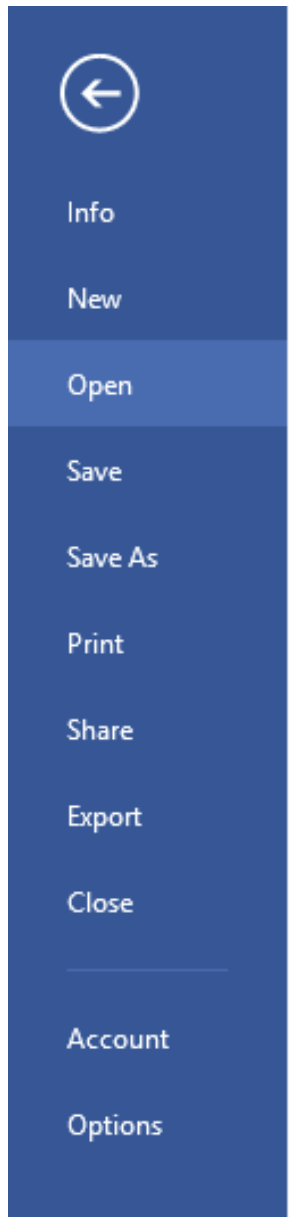 Info
New
Open
Save
Save As
Print
Share
Export
Close
Account
Options